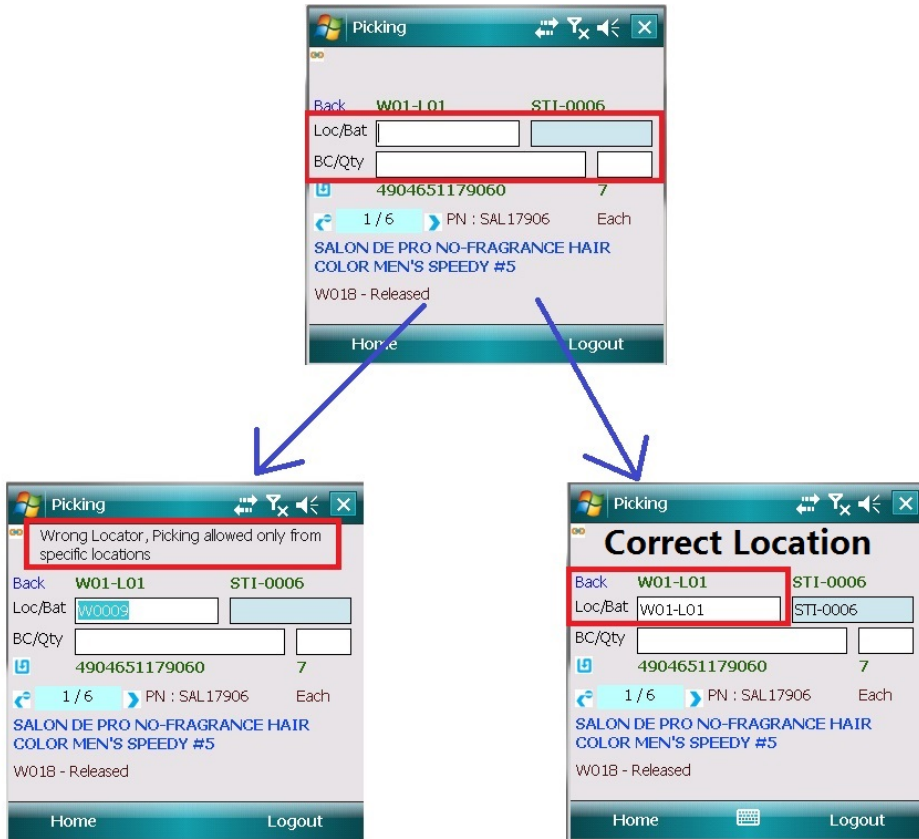 Picking
Back W01-L01 STI-0006
Loc/Bat
BC/Qty
4904651179060 7
1 / 6 PN : SAL17906 Each
SALON DE PRO NO-FRAGRANCE HAIR
COLOR MEN'S SPEEDY #5
W018 - Released
Home Logout
Picking
Wrong Locator, Picking allowed only from
specific locations
Back W01-L01 STI-0006
Loc/Bat W0009
BC/Qty
4904651179060 7
1 / 6 PN : SAL17906 Each
SALON DE PRO NO-FRAGRANCE HAIR
COLOR MEN'S SPEEDY #5
W018 - Released
Home Logout
Picking
Correct Location
Back W01-L01 STI-0006
Loc/Bat W01-L01 STI-0006
BC/Qty
4904651179060 7
1 / 6 PN : SAL17906 Each
SALON DE PRO NO-FRAGRANCE HAIR
COLOR MEN'S SPEEDY #5
W018 - Released
Home Logout